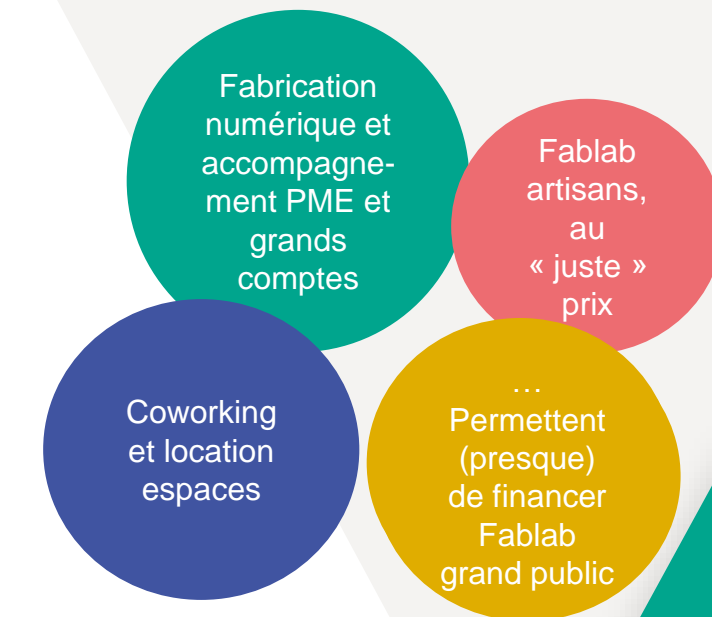 Fabrication
numérique et
accompagne-
ment PME et
grands
comptes
Fablab
artisans,
au
« juste »
prix
Coworking
et location
espaces
…
Permettent
(presque)
de financer
Fablab
grand public